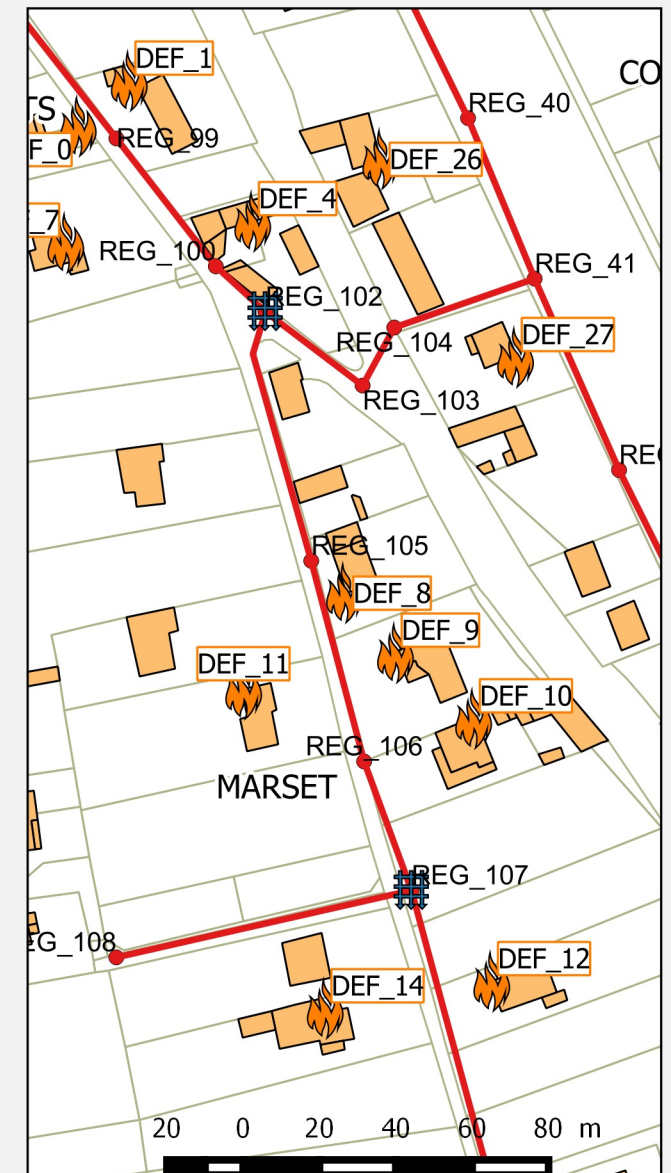 DEF_1
CO
REG_40
TS
REG_99
F_0
DEF_26
DEF_4
_7
REG_100
REG_41
REG_102
DEF_27
REG_104
REG_103
RE
REG_105
DEF_8
DEF_9
DEF_11
DEF_10
REG_106
MARSET
REG_107
EG_108
DEF_12
DEF_14
20 0 20 40 60 80 m